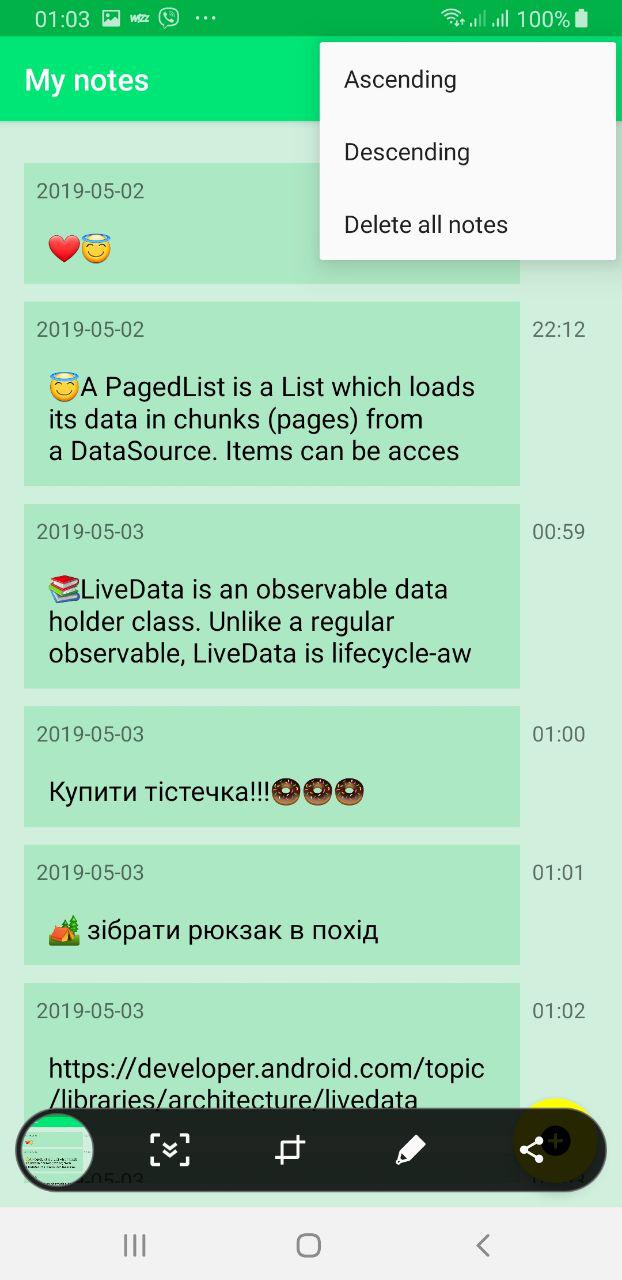 01:03 W!ZZ ... 100%
My notes
Ascending
Descending
Delete all notes
2019-05-02
❤️😇
2019-05-02 22:12
😇A PagedList is a List which loads
its data in chunks (pages) from
a DataSource. Items can be acces
2019-05-03 00:59
📚LiveData is an observable data
holder class. Unlike a regular
observable, LiveData is lifecycle-aw
2019-05-03 01:00
Купити тістечка!!!🍩🍩🍩
2019-05-03 01:01
🏕️ зібрати рюкзак в похід
2019-05-03 01:02
https://developer.android.com/topic
/libraries/architecture/livedata